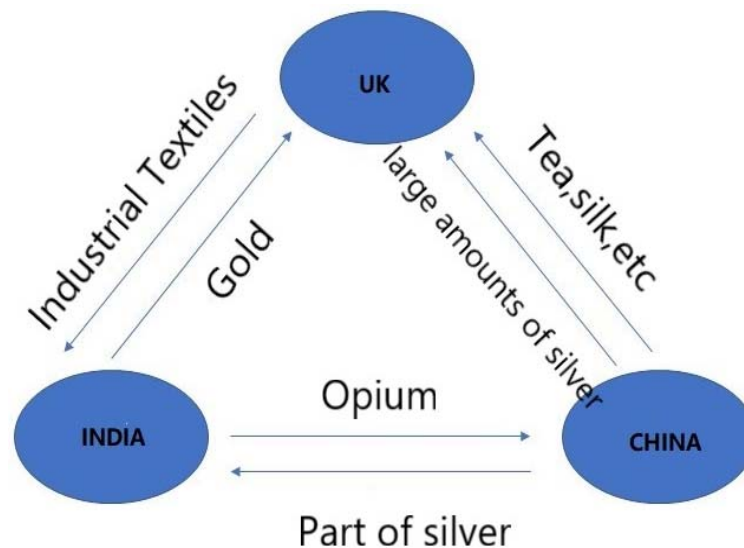 UK
Industrial Textiles
Gold
large amounts of silver
Tea,silk,etc
INDIA
Opium
CHINA
Part of silver